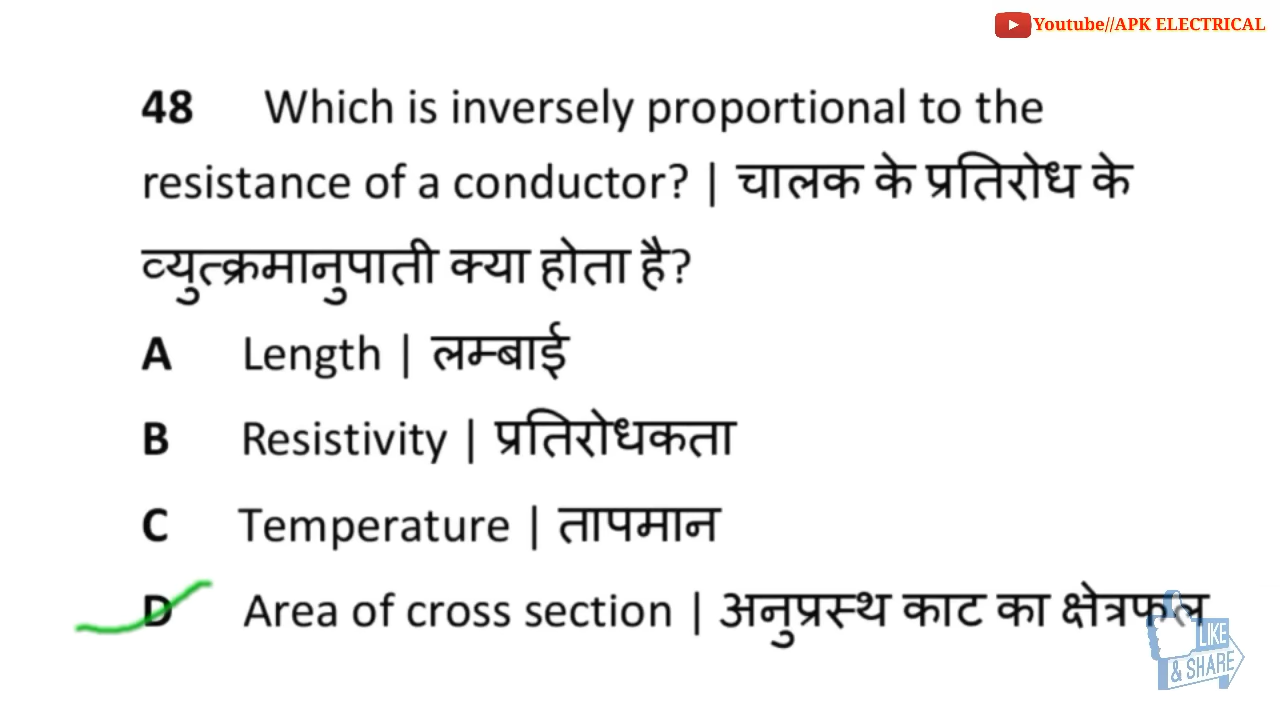 Youtube//APK ELECTRICAL
48 Which is inversely proportional to the
resistance of a conductor? | चालक के प्रतिरोध के
व्युत्क्रमानुपाती क्या होता है?
A Length | लम्बाई
B Resistivity | प्रतिरोधकता
C Temperature | तापमान
D Area of cross section | अनुप्रस्थ काट का क्षेत्रफल
LIKE
& SHARE